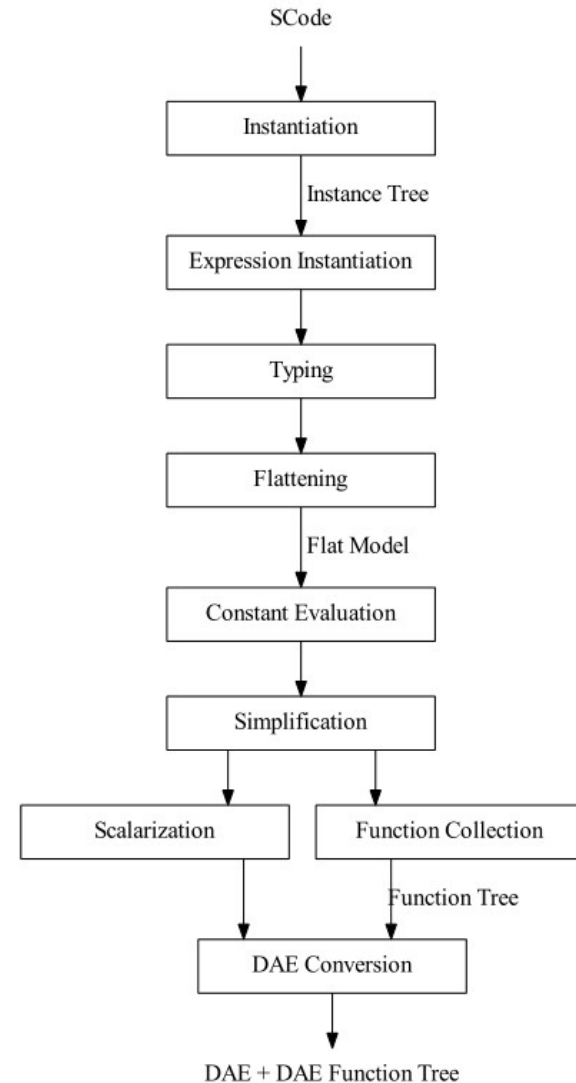 SCode
Instantiation
Instance Tree
Expression Instantiation
Typing
Flattening
Flat Model
Constant Evaluation
Simplification
Scalarization
Function Collection
Function Tree
DAE Conversion
DAE + DAE Function Tree